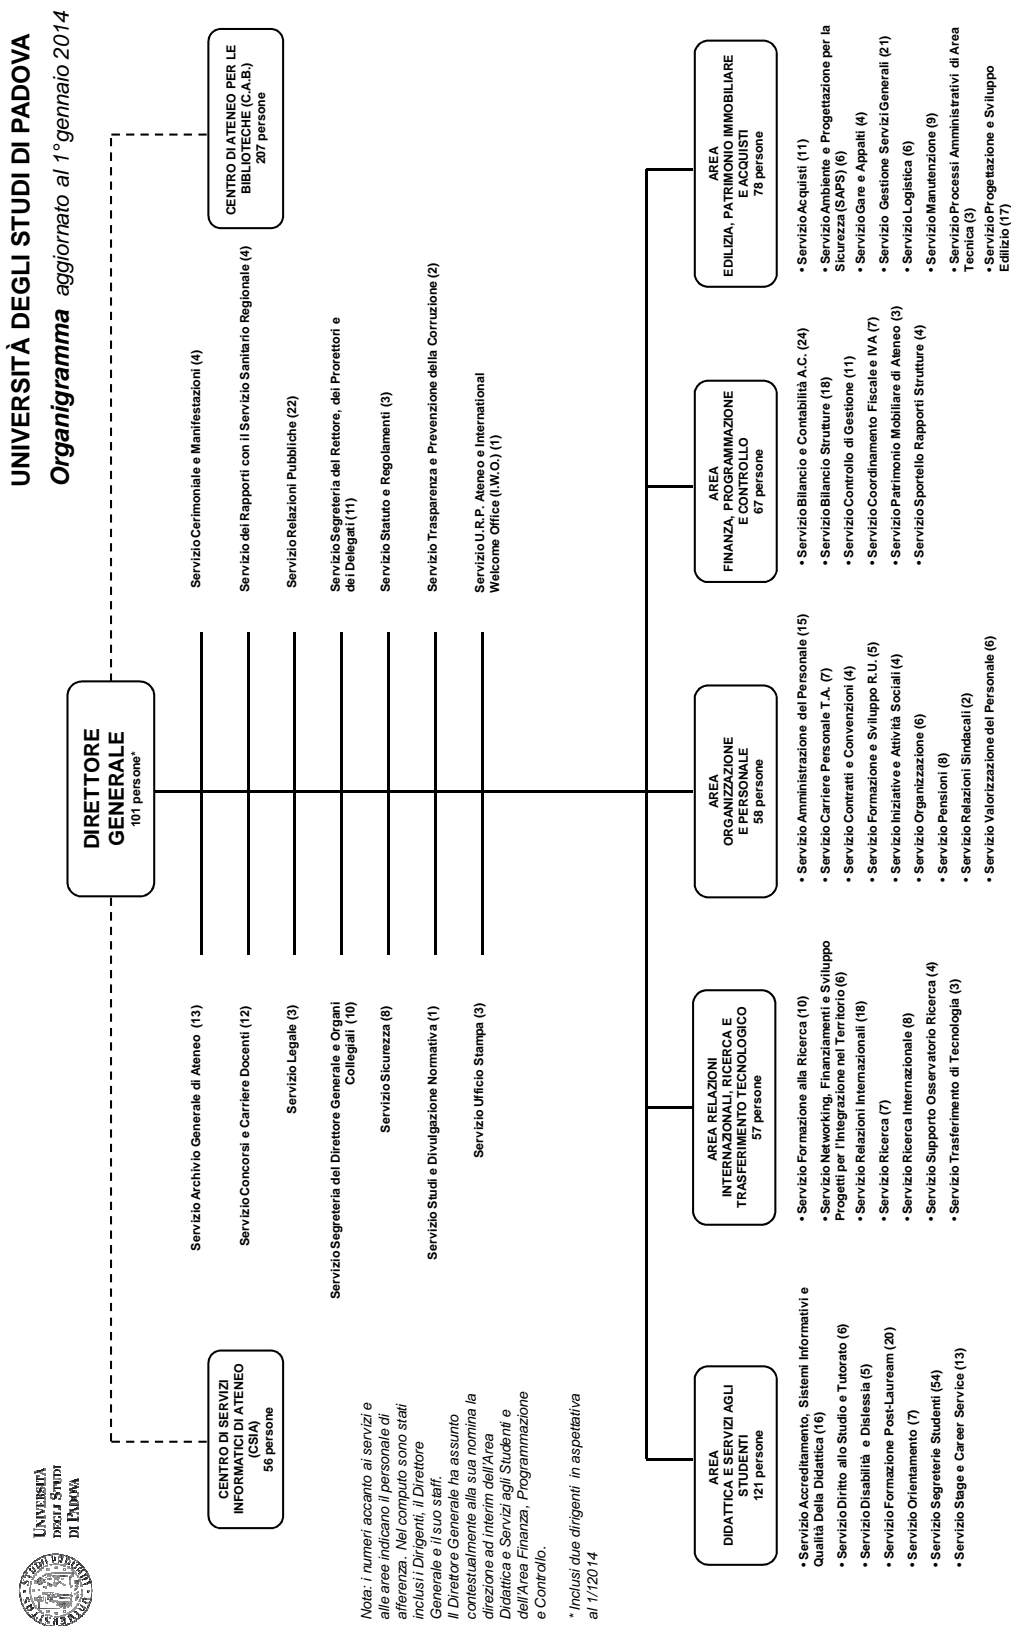 UNIVERSITÀ
DEGLI STUDI
DI PADOVA
UNIVERSITÀ DEGLI STUDI DI PADOVA
Organigramma aggiornato al 1° gennaio 2014
DIRETTORE
GENERALE
101 persone*
CENTRO DI SERVIZI
INFORMATICI DI ATENEO
(CSIA)
56 persone
CENTRO DI ATENEO PER LE
BIBLIOTECHE (C.A.B.)
207 persone
Servizio Archivio Generale di Ateneo (13)
Servizio Concorsi e Carriere Docenti (12)
Servizio Legale (3)
Servizio Segreteria del Direttore Generale e Organi
Collegiali (10)
Servizio Sicurezza (8)
Servizio Studi e Divulgazione Normativa (1)
Servizio Ufficio Stampa (3)
Servizio Cerimoniale e Manifestazioni (4)
Servizio dei Rapporti con il Servizio Sanitario Regionale (4)
Servizio Relazioni Pubbliche (22)
Servizio Segreteria del Rettore, dei Prorettori e
dei Delegati (11)
Servizio Statuto e Regolamenti (3)
Servizio Trasparenza e Prevenzione della Corruzione (2)
Servizio U.R.P. Ateneo e International
Welcome Office (I.W.O.) (1)
Nota: i numeri accanto ai servizi e
alle aree indicano il personale di
afferenza. Nel computo sono stati
inclusi i Dirigenti, il Direttore
Generale e il suo staff.
Il Direttore Generale ha assunto
contestualmente alla sua nomina la
direzione ad interim dell'Area
Didattica e Servizi agli Studenti e
dell'Area Finanza, Programmazione
e Controllo.
* Inclusi due dirigenti in aspettativa
al 1/12014
AREA
DIDATTICA E SERVIZI AGLI
STUDENTI
121 persone
• Servizio Accreditamento, Sistemi Informativi e
Qualità Della Didattica (16)
• Servizio Diritto allo Studio e Tutorato (6)
• Servizio Disabilità e Dislessia (5)
• Servizio Formazione Post-Lauream (20)
• Servizio Orientamento (7)
• Servizio Segreterie Studenti (54)
• Servizio Stage e Career Service (13)
AREA RELAZIONI
INTERNAZIONALI, RICERCA E
TRASFERIMENTO TECNOLOGICO
57 persone
• Servizio Formazione alla Ricerca (10)
• Servizio Networking, Finanziamenti e Sviluppo
Progetti per l'Integrazione nel Territorio (6)
• Servizio Relazioni Internazionali (18)
• Servizio Ricerca (7)
• Servizio Ricerca Internazionale (8)
• Servizio Supporto Osservatorio Ricerca (4)
• Servizio Trasferimento di Tecnologia (3)
AREA
ORGANIZZAZIONE
E PERSONALE
58 persone
• Servizio Amministrazione del Personale (15)
• Servizio Carriere Personale T.A. (7)
• Servizio Contratti e Convenzioni (4)
• Servizio Formazione e Sviluppo R.U. (5)
• Servizio Iniziative e Attività Sociali (4)
• Servizio Organizzazione (6)
• Servizio Pensioni (8)
• Servizio Relazioni Sindacali (2)
• Servizio Valorizzazione del Personale (6)
AREA
FINANZA, PROGRAMMAZIONE
E CONTROLLO
67 persone
• Servizio Bilancio e Contabilità A.C. (24)
• Servizio Bilancio Strutture (18)
• Servizio Controllo di Gestione (11)
• Servizio Coordinamento Fiscale e IVA (7)
• Servizio Patrimonio Mobiliare di Ateneo (3)
• Servizio Sportello Rapporti Strutture (4)
AREA
EDILIZIA, PATRIMONIO IMMOBILIARE
E ACQUISTI
78 persone
• Servizio Acquisti (11)
• Servizio Ambiente e Progettazione per la
Sicurezza (SAPS) (6)
• Servizio Gare e Appalti (4)
• Servizio Gestione Servizi Generali (21)
• Servizio Logistica (6)
• Servizio Manutenzione (9)
• Servizio Processi Amministrativi di Area
Tecnica (3)
• Servizio Progettazione e Sviluppo
Edilizio (17)